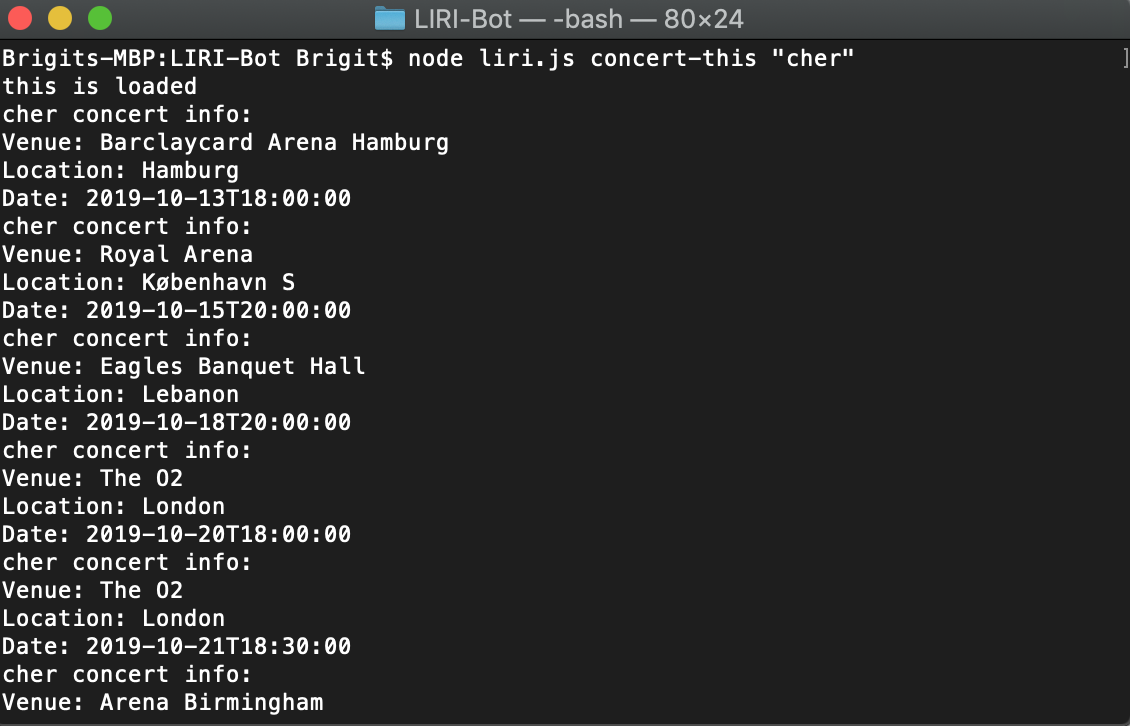 LIRI-Bot — -bash — 80×24
Brigits-MBP:LIRI-Bot Brigit$ node liri.js concert-this "cher"
this is loaded
cher concert info:
Venue: Barclaycard Arena Hamburg
Location: Hamburg
Date: 2019-10-13T18:00:00
cher concert info:
Venue: Royal Arena
Location: København S
Date: 2019-10-15T20:00:00
cher concert info:
Venue: Eagles Banquet Hall
Location: Lebanon
Date: 2019-10-18T20:00:00
cher concert info:
Venue: The O2
Location: London
Date: 2019-10-20T18:00:00
cher concert info:
Venue: The O2
Location: London
Date: 2019-10-21T18:30:00
cher concert info:
Venue: Arena Birmingham